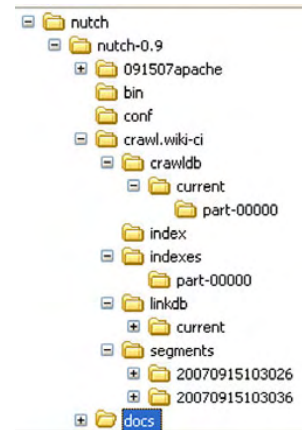 nutch
nutch-0.9
091507apache
bin
conf
crawl.wiki-ci
crawldb
current
part-00000
index
indexes
part-00000
linkdb
current
segments
20070915103026
20070915103036
docs